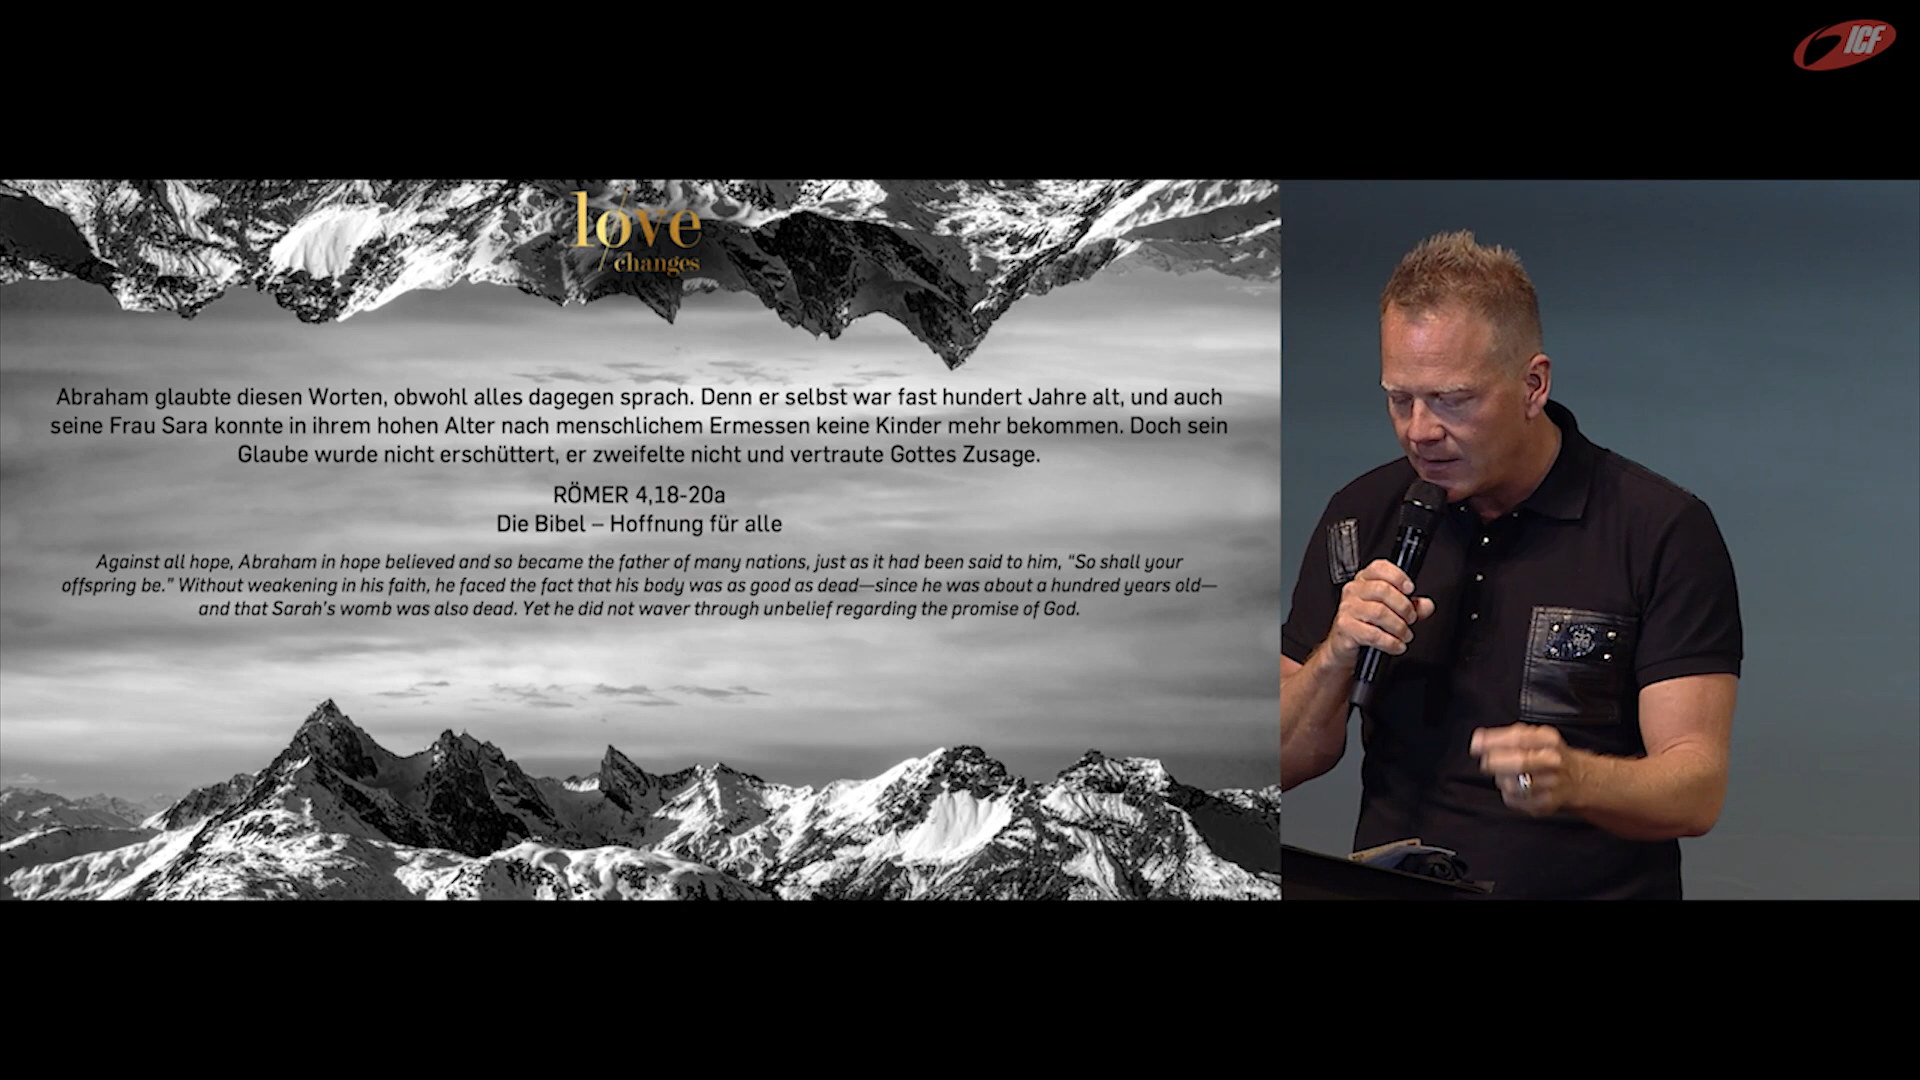 ICF
love
changes
Abraham glaubte diesen Worten, obwohl alles dagegen sprach. Denn er selbst war fast hundert Jahre alt, und auch
seine Frau Sara konnte in ihrem hohen Alter nach menschlichem Ermessen keine Kinder mehr bekommen. Doch sein
Glaube wurde nicht erschüttert, er zweifelte nicht und vertraute Gottes Zusage.
RÖMER 4,18-20a
Die Bibel – Hoffnung für alle
Against all hope, Abraham in hope believed and so became the father of many nations, just as it had been said to him, “So shall your
offspring be.” Without weakening in his faith, he faced the fact that his body was as good as dead—since he was about a hundred years old—
and that Sarah’s womb was also dead. Yet he did not waver through unbelief regarding the promise of God.